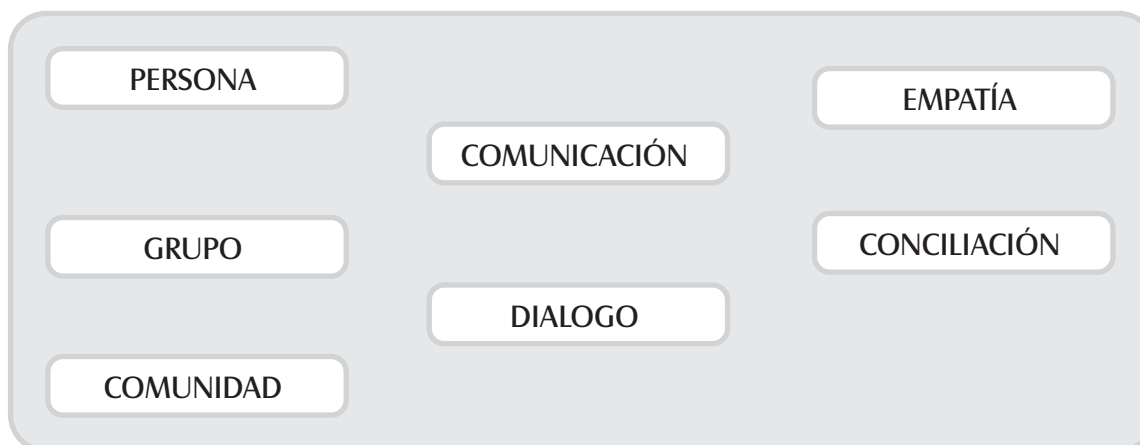 PERSONA
GRUPO
COMUNIDAD
COMUNICACIÓN
DIALOGO
EMPATÍA
CONCILIACIÓN